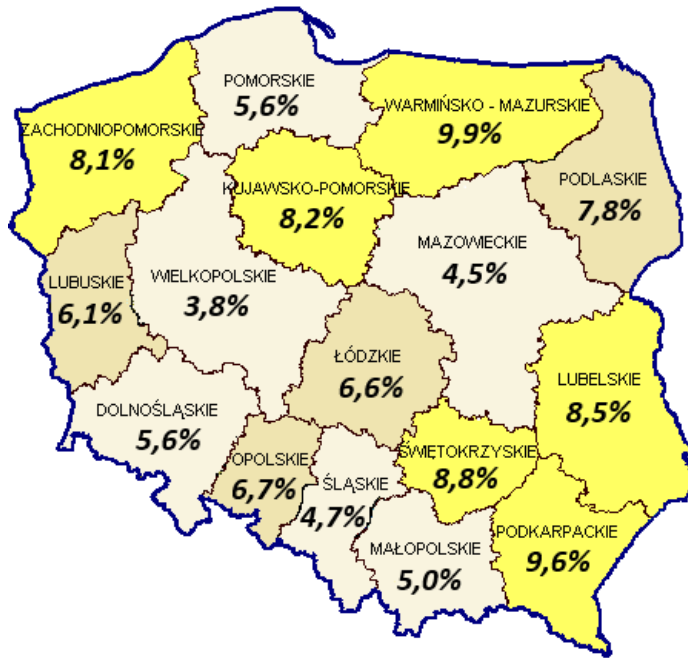 POMORSKIE
5,6%
WARMIŃSKO - MAZURSKIE
9,9%
ZACHODNIOPOMORSKIE
8,1%
PODLASKIE
7,8%
KUJAWSKO-POMORSKIE
8,2%
MAZOWIECKIE
4,5%
WIELKOPOLSKIE
3,8%
LUBUSKIE
6,1%
ŁÓDZKIE
6,6%
LUBELSKIE
8,5%
DOLNOŚLĄSKIE
5,6%
ŚWIĘTOKRZYSKIE
8,8%
OPOLSKIE
6,7%
ŚLĄSKIE
4,7%
PODKARPACKIE
9,6%
MAŁOPOLSKIE
5,0%